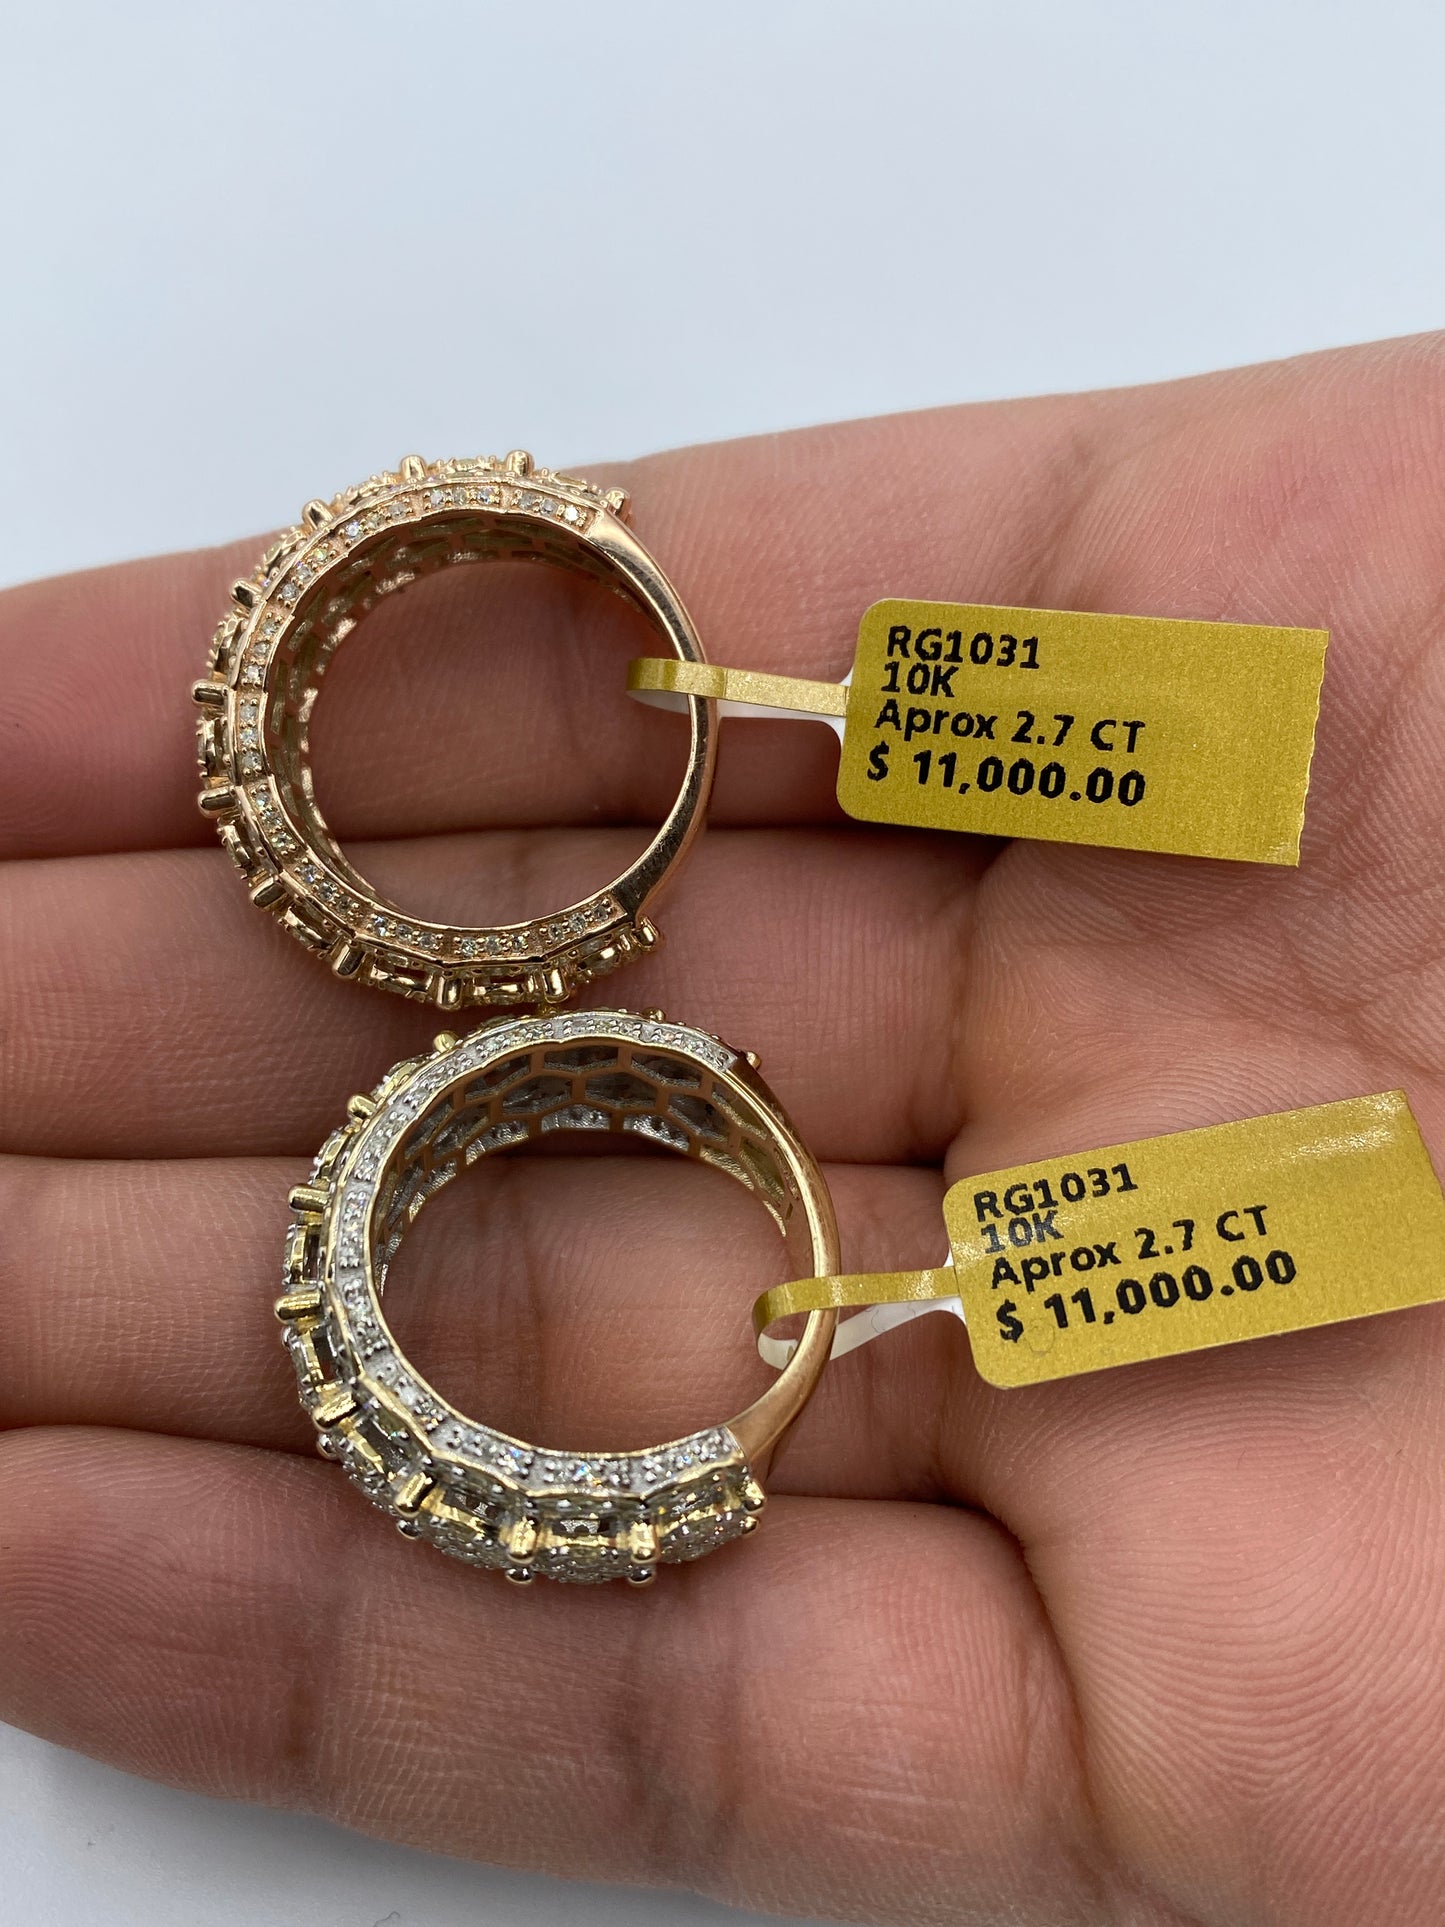 RG1031
10K
Aprox 2.7 CT
$ 11,000.00
RG1031
10K
Aprox 2.7 CT
$ 11,000.00